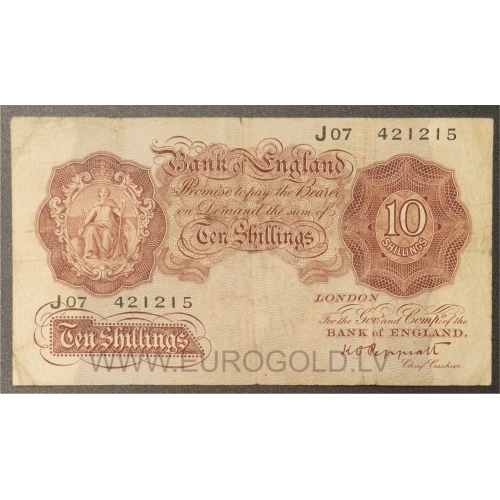 J07 421215
Bank of England
Promise to pay the Bearer
on Demand the sum of
Ten Shillings
10
SHILLINGS
J07 421215
LONDON
For the Govr. and Compa. of the
BANK OF ENGLAND.
Ten Shillings
K O Peppiatt
Chief Cashier.
WWW.EUROGOLD.LV